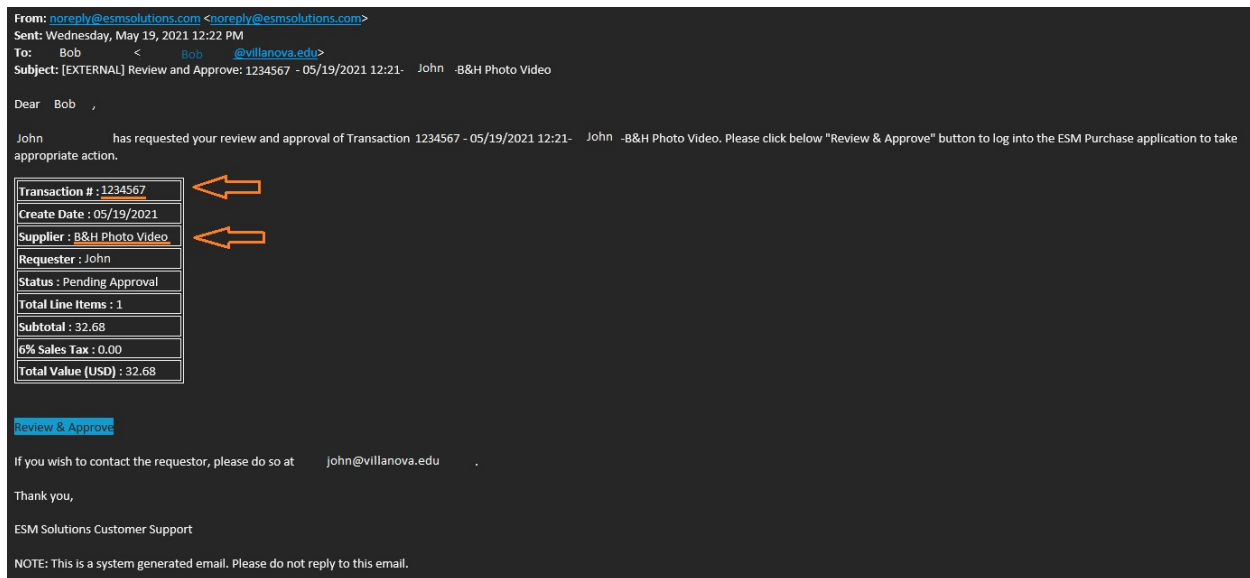 From: noreply@esmsolutions.com <noreply@esmsolutions.com>
Sent: Wednesday, May 19, 2021 12:22 PM
To: Bob < Bob @villanova.edu>
Subject: [EXTERNAL] Review and Approve: 1234567 - 05/19/2021 12:21- John -B&H Photo Video
Dear Bob ,
John has requested your review and approval of Transaction 1234567 - 05/19/2021 12:21- John -B&H Photo Video. Please click below "Review & Approve" button to log into the ESM Purchase application to take
appropriate action.
Transaction # : 1234567
Create Date : 05/19/2021
Supplier : B&H Photo Video
Requester : John
Status : Pending Approval
Total Line Items : 1
Subtotal : 32.68
6% Sales Tax : 0.00
Total Value (USD) : 32.68
Review & Approve
If you wish to contact the requestor, please do so at john@villanova.edu .
Thank you,
ESM Solutions Customer Support
NOTE: This is a system generated email. Please do not reply to this email.